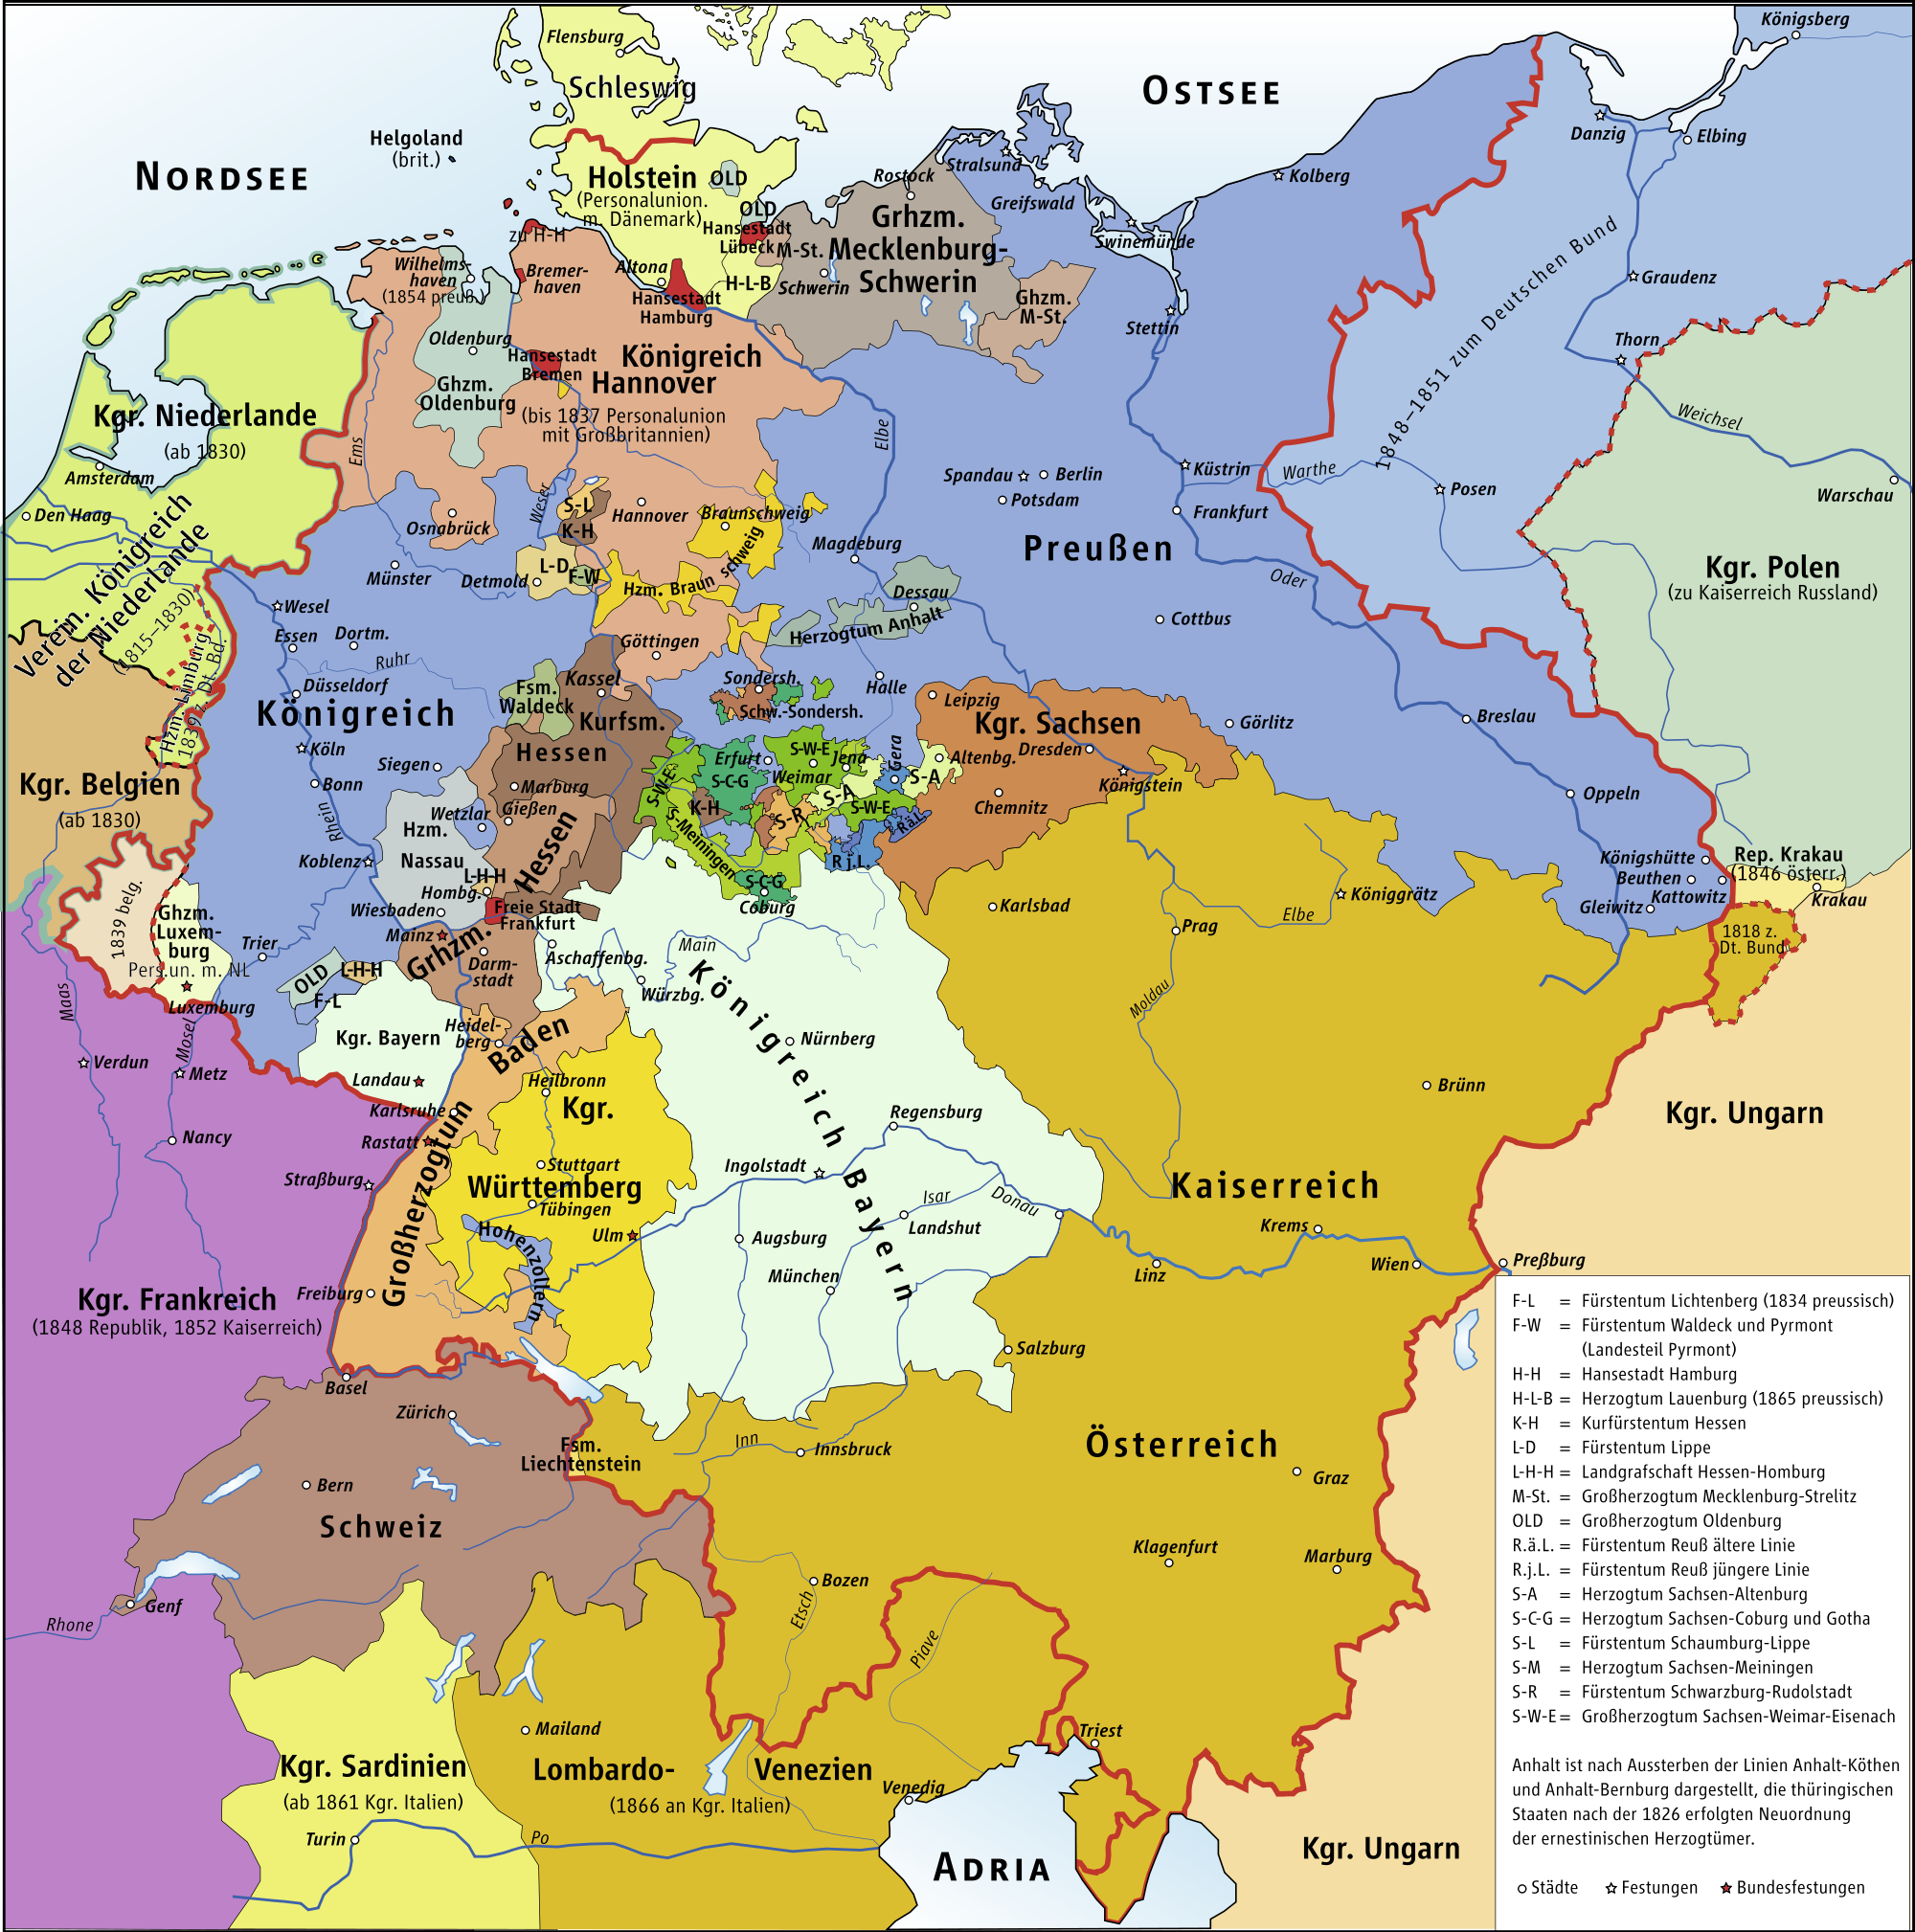 Königsberg
Flensburg
Schleswig
OSTSEE
Danzig
Elbing
Helgoland
(brit.)
NORDSEE
Holstein
OLD
(Personalunion.
m. Dänemark)
OLD
Hansestadt
Lübeck
zu H-H
Rostock
Stralsund
Greifswald
Kolberg
Swinemünde
Grhzm.
Mecklenburg-
Schwerin
M-St.
H-L-B
Schwerin
Ghzm.
M-St.
Stettin
Wilhelms-
haven
(1854 preuß.)
Bremer-
haven
Altona
Hansestadt
Hamburg
1848–1851 zum Deutschen Bund
Graudenz
Thorn
Weichsel
Warschau
Oldenburg
Hansestadt
Bremen
Ghzm.
Oldenburg
Königreich
Hannover
(bis 1837 Personalunion
mit Großbritannien)
Kgr. Niederlande
(ab 1830)
Amsterdam
Den Haag
Ems
Elbe
Spandau
Berlin
Potsdam
Küstrin
Warthe
Posen
Frankfurt
Preußen
Kgr. Polen
(zu Kaiserreich Russland)
Verein. Königreich
der Niederlande
(1815–1830)
Osnabrück
Weser
S-L
K-H
Hannover
Braunschweig
Magdeburg
Münster
Detmold
L-D
F-W
Hzm. Braunschweig
Dessau
Herzogtum Anhalt
Oder
Cottbus
Wesel
Essen
Dortm.
Ruhr
Göttingen
Hzm. Limburg
1839 z. Dt. Bd.
Düsseldorf
Königreich
Fsm.
Waldeck
Kassel
Kurfsm.
Hessen
Sondersh.
Schw.-Sondersh.
Halle
Leipzig
Kgr. Sachsen
Dresden
Görlitz
Breslau
Köln
Siegen
Marburg
Bonn
Kgr. Belgien
(ab 1830)
Rhein
Wetzlar
Gießen
Hzm.
Nassau
Koblenz
L-H-H
Hombg.
Wiesbaden
Hessen
Freie Stadt
Frankfurt
S-W-E
Erfurt
S-C-G
S-W-E
Weimar
Jena
Gera
S-A
Altenbg.
S-A
S-W-E
K-H
S-R
Rä.L.
R j.L.
S-Meiningen
S-C-G
Coburg
Chemnitz
Königstein
Oppeln
Königshütte
Beuthen
Kattowitz
Gleiwitz
Rep. Krakau
(1846 österr.)
Krakau
1818 z.
Dt. Bund
Karlsbad
Prag
Elbe
Königgrätz
Moldau
Brünn
1839 belg.
Ghzm.
Luxem-
burg
Pers.un. m. NL
Luxemburg
Trier
OLD
L-H-H
F-L
Mainz
Grhzm.
Darm-
stadt
Aschaffenbg.
Main
Würzbg.
Kgr. Bayern
Heidel-
berg
Baden
Königreich Bayern
Nürnberg
Maas
Verdun
Mosel
Metz
Landau
Karlsruhe
Heilbronn
Kgr.
Württemberg
Rastatt
Nancy
Straßburg
Stuttgart
Tübingen
Hohenzollern
Ulm
Großherzogtum
Freiburg
Regensburg
Ingolstadt
Isar
Donau
Landshut
Augsburg
München
Kaiserreich
Krems
Linz
Wien
Preßburg
Kgr. Ungarn
Kgr. Frankreich
(1848 Republik, 1852 Kaiserreich)
Salzburg
Basel
Zürich
Fsm.
Liechtenstein
Inn
Innsbruck
Österreich
Graz
Bern
Schweiz
Klagenfurt
Marburg
Genf
Rhone
Bozen
Etsch
Piave
Triest
Mailand
Kgr. Sardinien
(ab 1861 Kgr. Italien)
Lombardo-
Venezien
(1866 an Kgr. Italien)
Venedig
Turin
Po
ADRIA
Kgr. Ungarn
F-L = Fürstentum Lichtenberg (1834 preussisch)
F-W = Fürstentum Waldeck und Pyrmont
(Landesteil Pyrmont)
H-H = Hansestadt Hamburg
H-L-B = Herzogtum Lauenburg (1865 preussisch)
K-H = Kurfürstentum Hessen
L-D = Fürstentum Lippe
L-H-H = Landgrafschaft Hessen-Homburg
M-St. = Großherzogtum Mecklenburg-Strelitz
OLD = Großherzogtum Oldenburg
R.ä.L. = Fürstentum Reuß ältere Linie
R.j.L. = Fürstentum Reuß jüngere Linie
S-A = Herzogtum Sachsen-Altenburg
S-C-G = Herzogtum Sachsen-Coburg und Gotha
S-L = Fürstentum Schaumburg-Lippe
S-M = Herzogtum Sachsen-Meiningen
S-R = Fürstentum Schwarzburg-Rudolstadt
S-W-E = Großherzogtum Sachsen-Weimar-Eisenach
Anhalt ist nach Aussterben der Linien Anhalt-Köthen
und Anhalt-Bernburg dargestellt, die thüringischen
Staaten nach der 1826 erfolgten Neuordnung
der ernestinischen Herzogtümer.
Städte
Festungen
Bundesfestungen